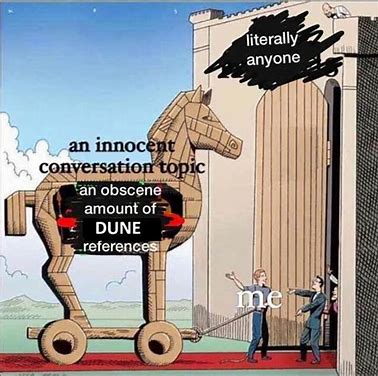 literally
anyone
an innocent
conversation topic
an obscene
amount of
DUNE
references
me